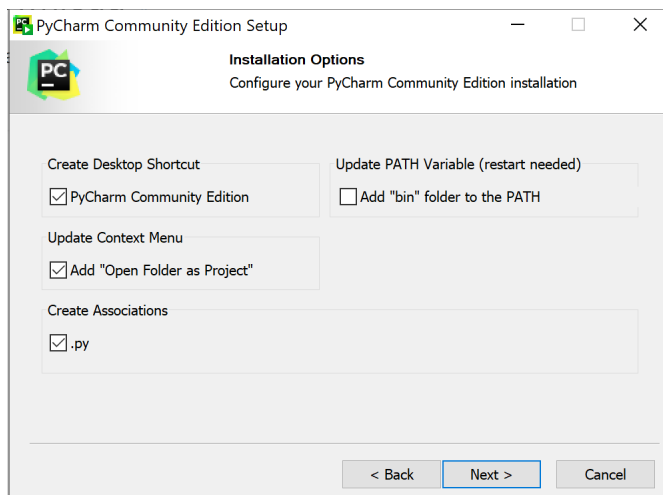 PyCharm Community Edition Setup
Installation Options
Configure your PyCharm Community Edition installation
PC
Create Desktop Shortcut
PyCharm Community Edition
Update PATH Variable (restart needed)
Add "bin" folder to the PATH
Update Context Menu
Add "Open Folder as Project"
Create Associations
.py
< Back
Next >
Cancel